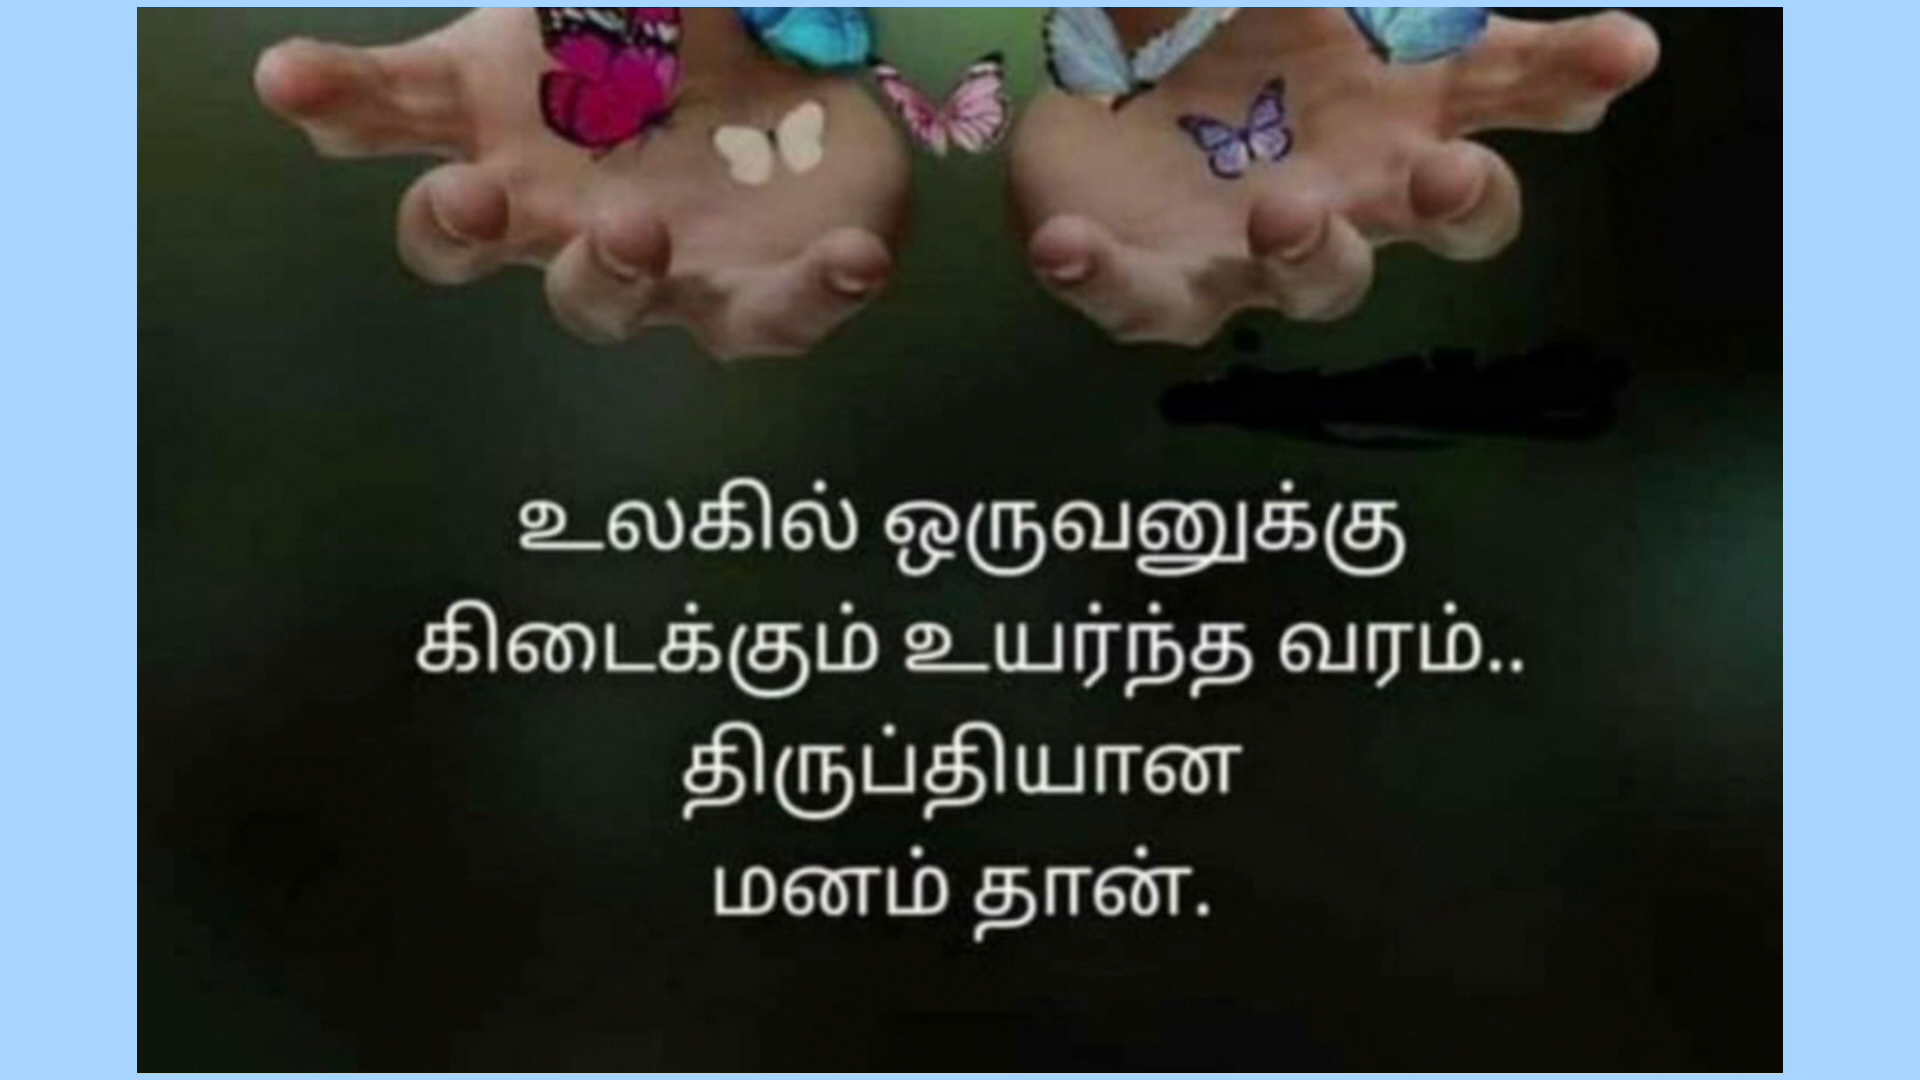 உலகில் ஒருவனுக்கு
கிடைக்கும் உயர்ந்த வரம்..
திருப்தியான
மனம் தான்.